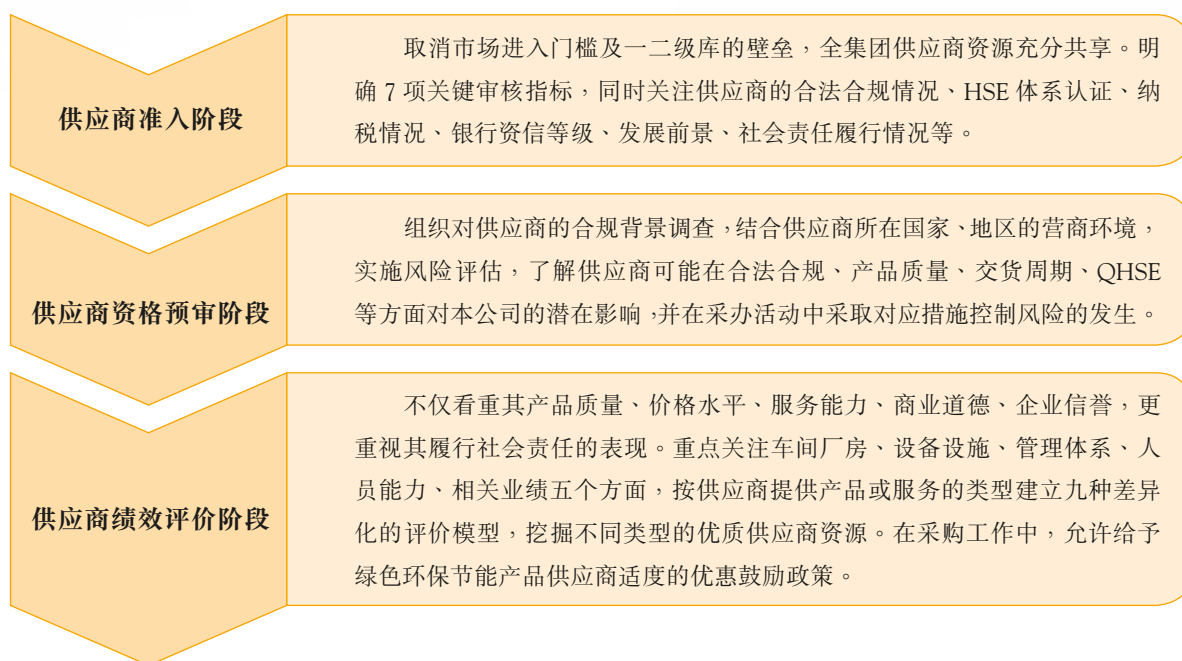 供应商准入阶段
取消市场进入门槛及一二级库的壁垒，全集团供应商资源充分共享。明
确 7 项关键审核指标，同时关注供应商的合法合规情况、HSE 体系认证、纳
税情况、银行资信等级、发展前景、社会责任履行情况等。
供应商资格预审阶段
组织对供应商的合规背景调查，结合供应商所在国家、地区的营商环境，
实施风险评估，了解供应商可能在合法合规、产品质量、交货周期、QHSE
等方面对本公司的潜在影响，并在采办活动中采取对应措施控制风险的发生。
供应商绩效评价阶段
不仅看重其产品质量、价格水平、服务能力、商业道德、企业信誉，更
重视其履行社会责任的表现。重点关注车间厂房、设备设施、管理体系、人
员能力、相关业绩五个方面，按供应商提供产品或服务的类型建立九种差异
化的评价模型，挖掘不同类型的优质供应商资源。在采购工作中，允许给予
绿色环保节能产品供应商适度的优惠鼓励政策。